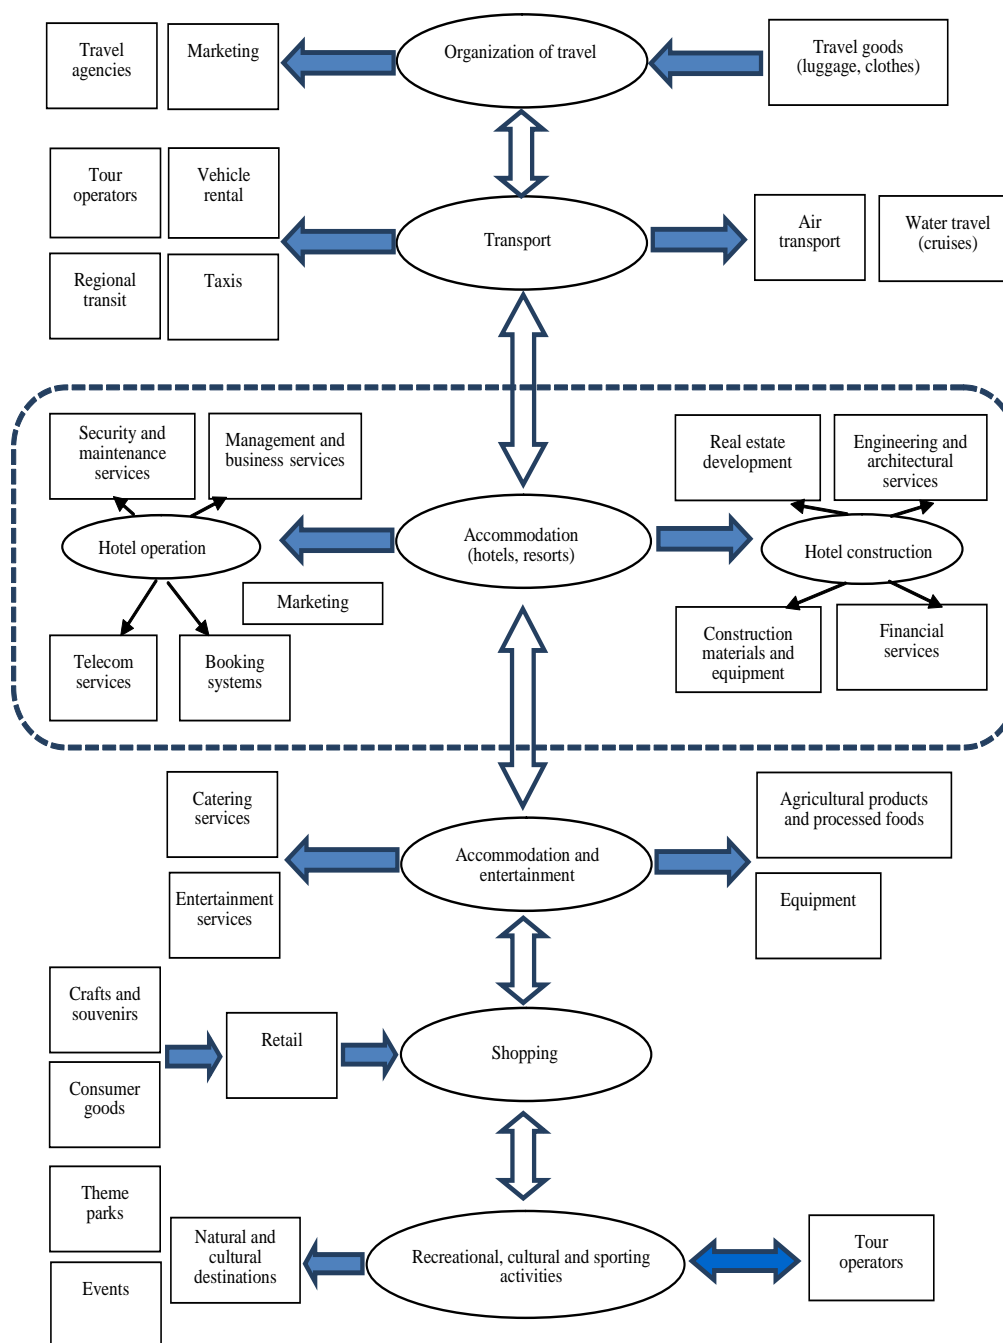 Travel
agencies
Marketing
Organization of travel
Travel goods
(luggage, clothes)
Tour
operators
Vehicle
rental
Transport
Air
transport
Water travel
(cruises)
Regional
transit
Taxis
Security and
maintenance
services
Management and
business services
Real estate
development
Engineering and
architectural
services
Hotel operation
Accommodation
(hotels, resorts)
Hotel construction
Marketing
Telecom
services
Booking
systems
Construction
materials and
equipment
Financial
services
Catering
services
Accommodation and
entertainment
Agricultural products
and processed foods
Entertainment
services
Equipment
Crafts and
souvenirs
Retail
Shopping
Consumer
goods
Theme
parks
Natural and
cultural
destinations
Recreational, cultural and sporting
activities
Tour
operators
Events